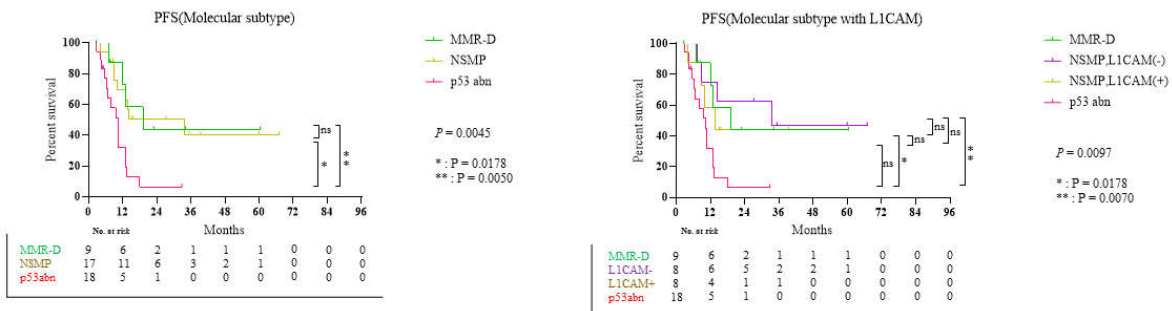 PFS(Molecular subtype)
Percent survival
100
80
60
40
20
0
0 12 24 36 48 60 72 84 96
Months
MMR-D
NSMP
p53 abn
ns
*
**
P = 0.0045
* : P = 0.0178
** : P = 0.0050
No. at risk
MMR-D 9 6 2 1 1 1 0 0 0
NSMP 17 11 6 3 2 1 0 0 0
p53abn 18 5 1 0 0 0 0 0 0
PFS(Molecular subtype with L1CAM)
Percent survival
100
80
60
40
20
0
0 12 24 36 48 60 72 84 96
Months
MMR-D
NSMP,L1CAM(-)
NSMP,L1CAM(+)
p53 abn
ns
*
ns
ns
ns
**
P = 0.0097
* : P = 0.0178
** : P = 0.0070
No. at risk
MMR-D 9 6 2 1 1 1 0 0 0
L1CAM- 8 6 5 2 2 1 0 0 0
L1CAM+ 8 4 1 1 0 0 0 0 0
p53abn 18 5 1 0 0 0 0 0 0